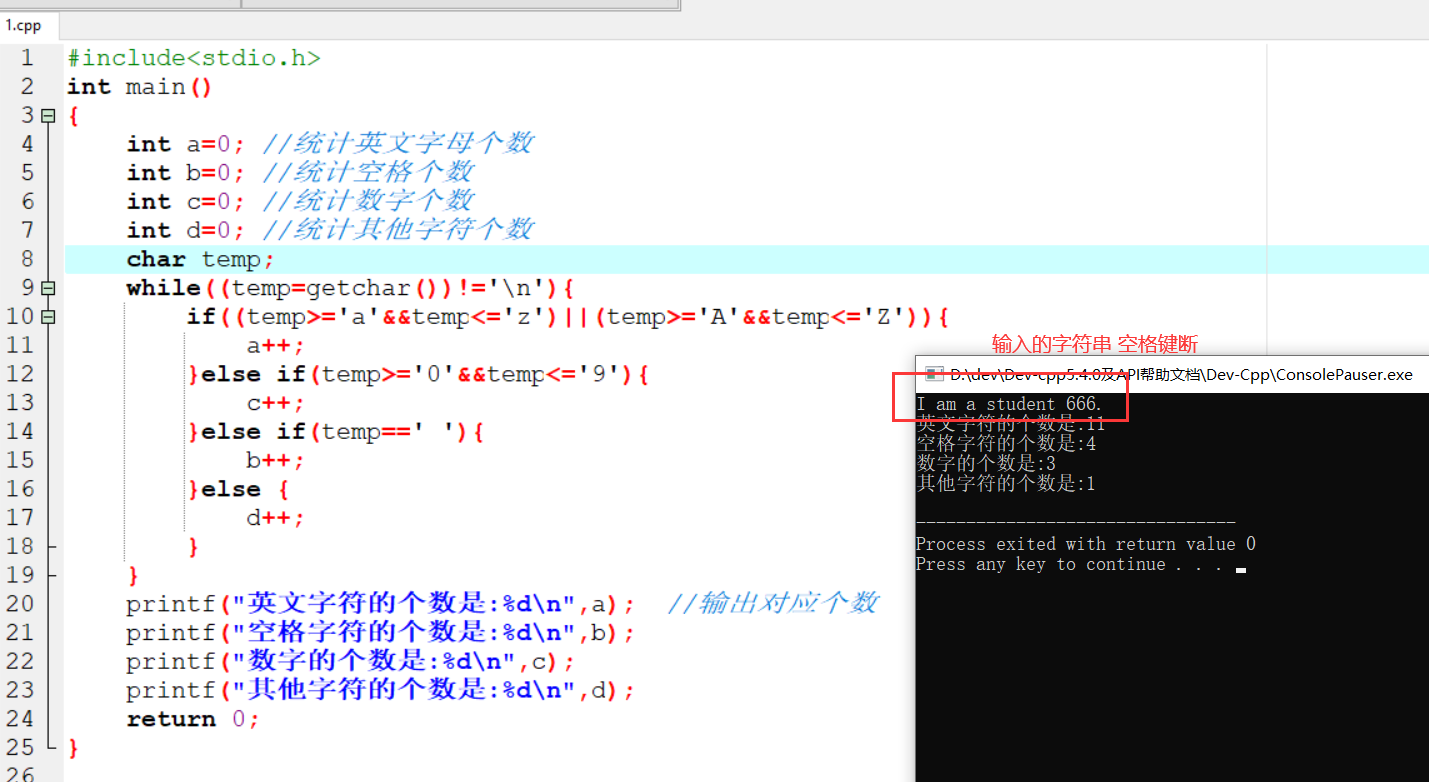 1.cpp
1 #include<stdio.h>
2 int main()
3 {
4 int a=0; //统计英文字母个数
5 int b=0; //统计空格个数
6 int c=0; //统计数字个数
7 int d=0; //统计其他字符个数
8 char temp;
9 while((temp=getchar())!='\n'){
10 if((temp>='a'&&temp<='z')||(temp>='A'&&temp<='Z')){
11 a++;
12 }else if(temp>='0'&&temp<='9'){
13 c++;
14 }else if(temp==' '){
15 b++;
16 }else {
17 d++;
18 }
19 }
20 printf("英文字符的个数是:%d\n",a); //输出对应个数
21 printf("空格字符的个数是:%d\n",b);
22 printf("数字的个数是:%d\n",c);
23 printf("其他字符的个数是:%d\n",d);
24 return 0;
25 }
26
输入的字符串 空格键断
D:\dev\Dev-cpp5.4.0及API帮助文档\Dev-Cpp\ConsolePauser.exe
I am a student 666.
英文字符的个数是:11
空格字符的个数是:4
数字的个数是:3
其他字符的个数是:1
--------------------------------
Process exited with return value 0
Press any key to continue . . .